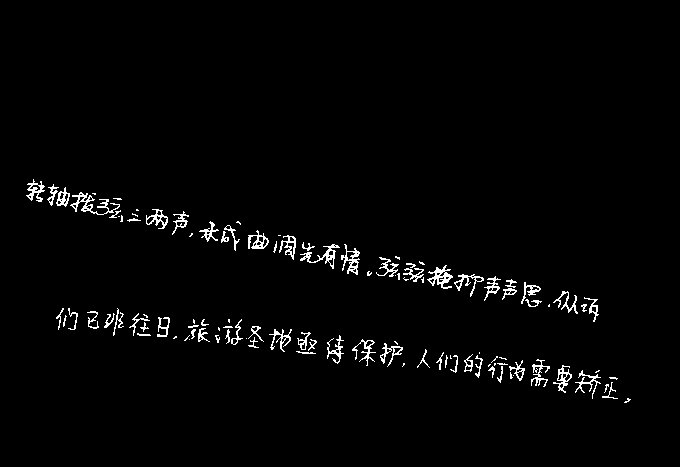 转轴拨弦三两声,未成曲调先有情。弦弦掩抑声声思,似诉
们已非往日,旅游圣地亟待保护,人们的行为需要矫正。